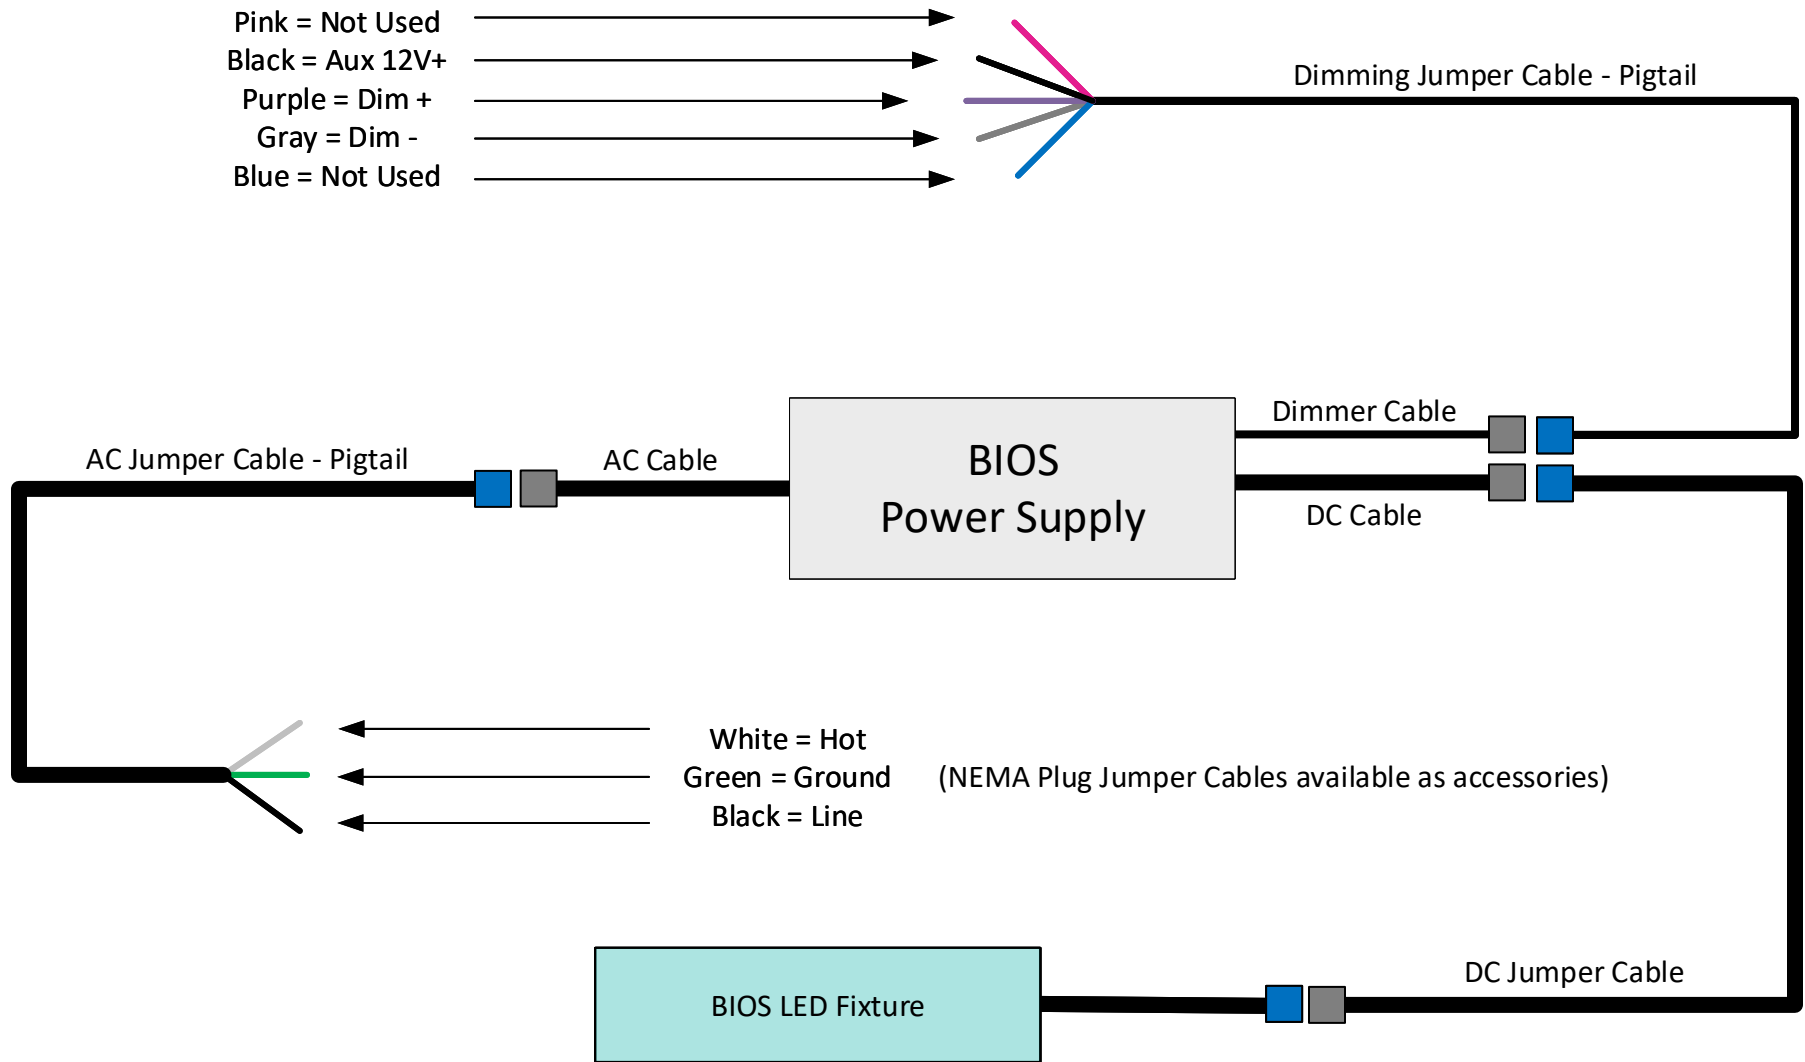 Pink = Not Used
Black = Aux 12V+
Purple = Dim +
Gray = Dim -
Blue = Not Used
Dimming Jumper Cable - Pigtail
Dimmer Cable
AC Jumper Cable - Pigtail
AC Cable
BIOS
Power Supply
DC Cable
White = Hot
Green = Ground
(NEMA Plug Jumper Cables available as accessories)
Black = Line
DC Jumper Cable
BIOS LED Fixture